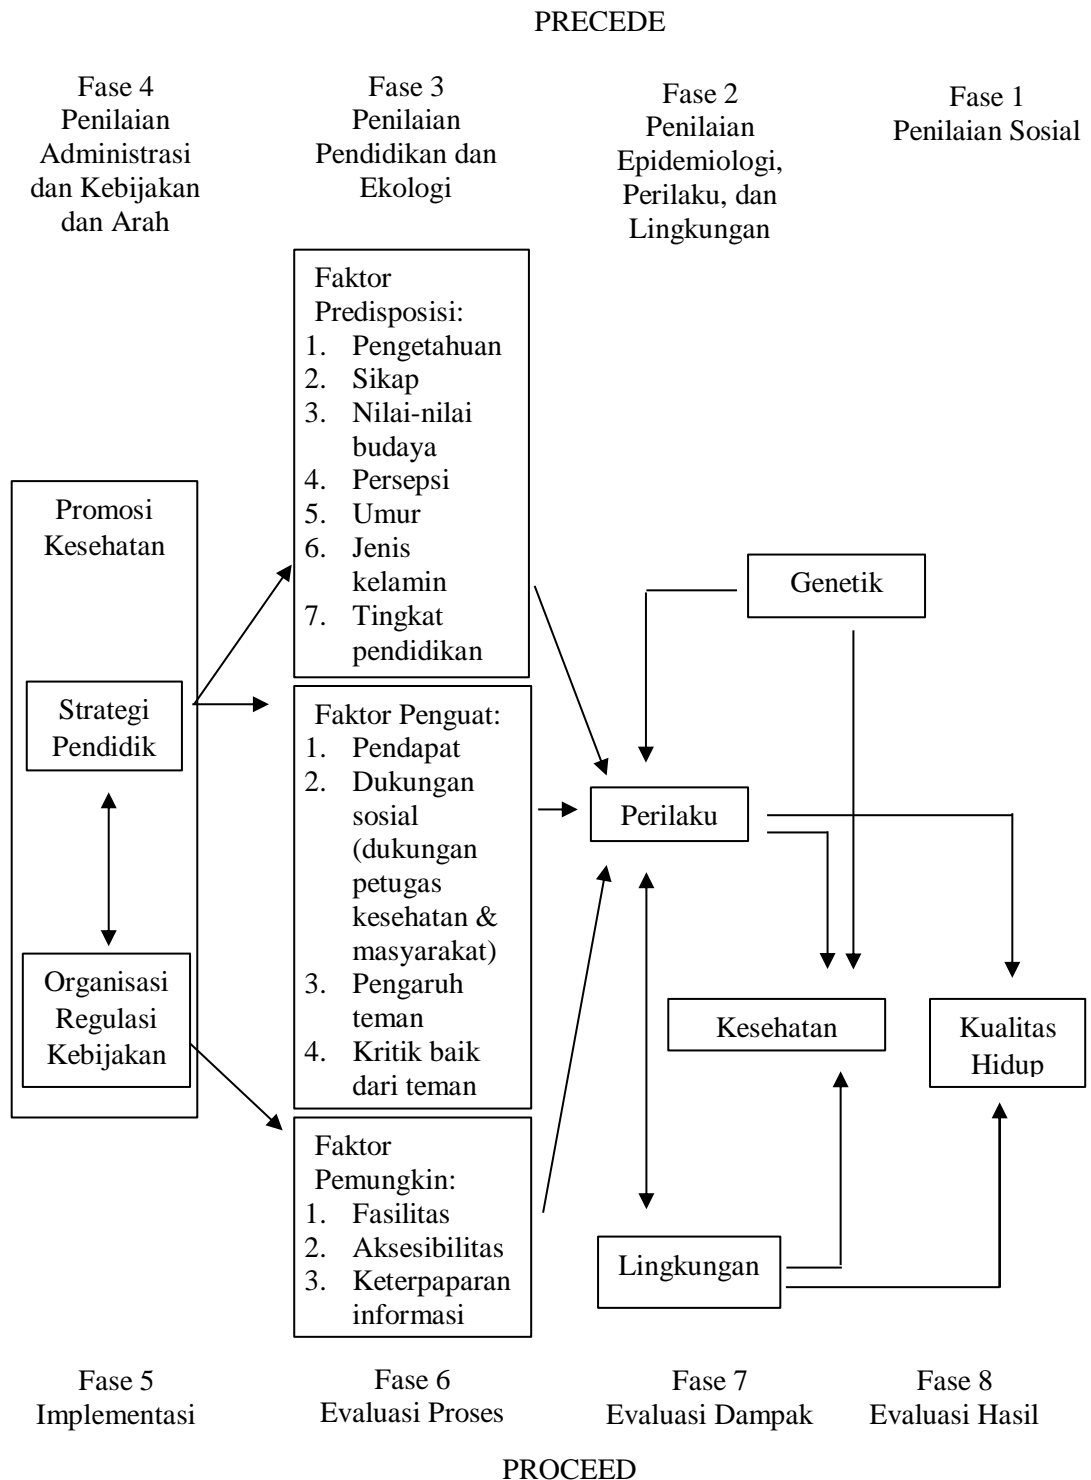 PRECEDE
Fase 4
Penilaian
Administrasi
dan Kebijakan
dan Arah
Fase 3
Penilaian
Pendidikan dan
Ekologi
Fase 2
Penilaian
Epidemiologi,
Perilaku, dan
Lingkungan
Fase 1
Penilaian Sosial
Promosi
Kesehatan
Strategi
Pendidik
Organisasi
Regulasi
Kebijakan
Faktor
Predisposisi:
1. Pengetahuan
2. Sikap
3. Nilai-nilai
budaya
4. Persepsi
5. Umur
6. Jenis
kelamin
7. Tingkat
pendidikan
Faktor Penguat:
1. Pendapat
2. Dukungan
sosial
(dukungan
petugas
kesehatan &
masyarakat)
3. Pengaruh
teman
4. Kritik baik
dari teman
Faktor
Pemungkin:
1. Fasilitas
2. Aksesibilitas
3. Keterpaparan
informasi
Genetik
Perilaku
Kesehatan
Kualitas
Hidup
Lingkungan
Fase 5
Implementasi
Fase 6
Evaluasi Proses
Fase 7
Evaluasi Dampak
Fase 8
Evaluasi Hasil
PROCEED